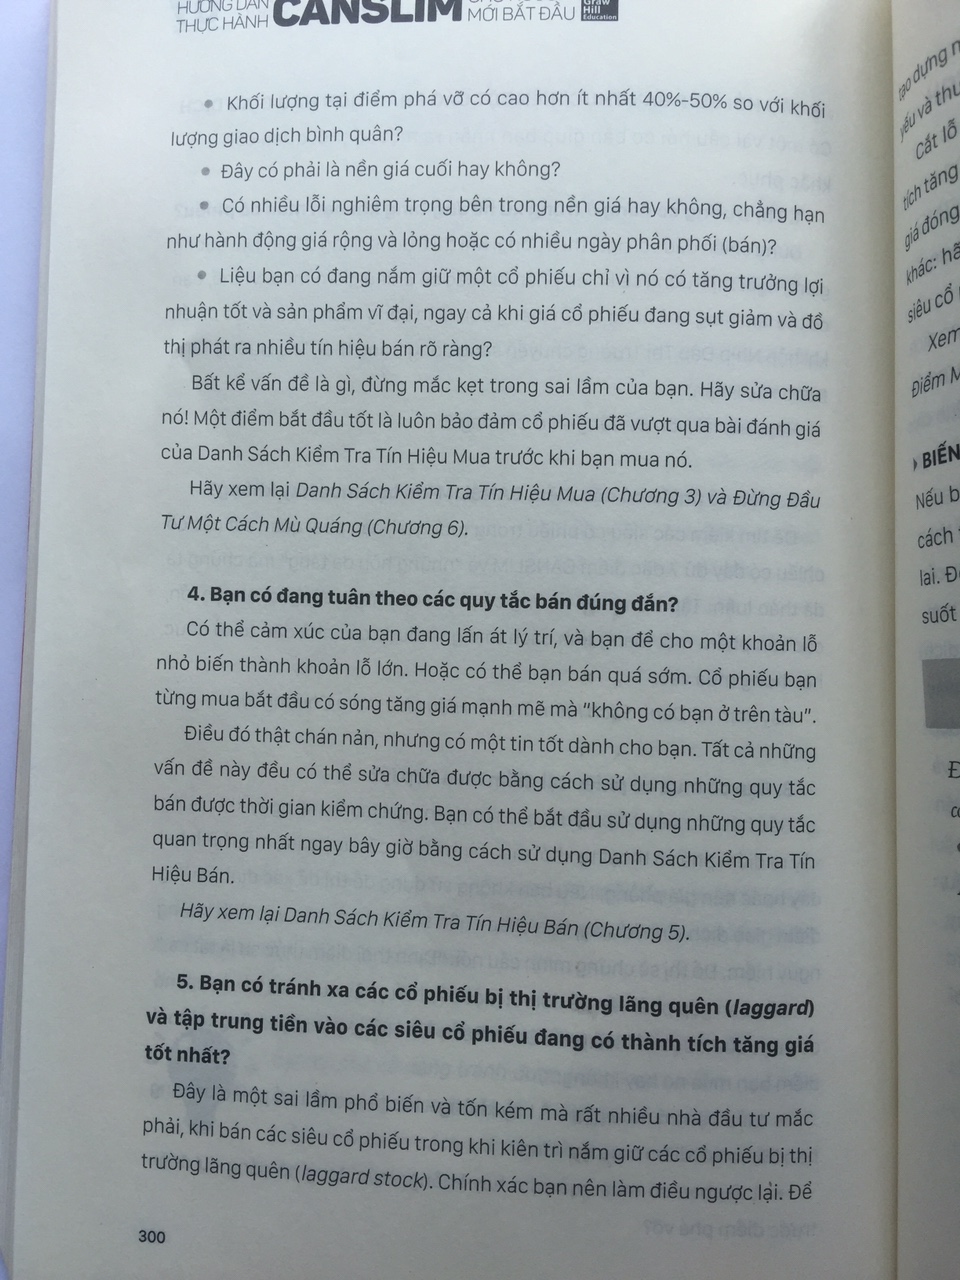 HƯỚNG DẪN
THỰC HÀNH CANSLIM
MỚI BẮT ĐẦU
Graw
Hill
Education
• Khối lượng tại điểm phá vỡ có cao hơn ít nhất 40%-50% so với khối
lượng giao dịch bình quân?
• Đây có phải là nền giá cuối hay không?
• Có nhiều lỗi nghiêm trọng bên trong nền giá hay không, chẳng hạn
như hành động giá rộng và lỏng hoặc có nhiều ngày phân phối (bán)?
• Liệu bạn có đang nắm giữ một cổ phiếu chỉ vì nó có tăng trưởng lợi
nhuận tốt và sản phẩm vĩ đại, ngay cả khi giá cổ phiếu đang sụt giảm và đồ
thị phát ra nhiều tín hiệu bán rõ ràng?
Bất kể vấn đề là gì, đừng mắc kẹt trong sai lầm của bạn. Hãy sửa chữa
nó! Một điểm bắt đầu tốt là luôn bảo đảm cổ phiếu đã vượt qua bài đánh giá
của Danh Sách Kiểm Tra Tín Hiệu Mua trước khi bạn mua nó.
Hãy xem lại Danh Sách Kiểm Tra Tín Hiệu Mua (Chương 3) và Đừng Đầu
Tư Một Cách Mù Quáng (Chương 6).
4. Bạn có đang tuân theo các quy tắc bán đúng đắn?
Có thể cảm xúc của bạn đang lấn át lý trí, và bạn để cho một khoản lỗ
nhỏ biến thành khoản lỗ lớn. Hoặc có thể bạn bán quá sớm. Cổ phiếu bạn
từng mua bắt đầu có sóng tăng giá mạnh mẽ mà “không có bạn ở trên tàu”.
Điều đó thật chán nản, nhưng có một tin tốt dành cho bạn. Tất cả những
vấn đề này đều có thể sửa chữa được bằng cách sử dụng những quy tắc
bán được thời gian kiểm chứng. Bạn có thể bắt đầu sử dụng những quy tắc
quan trọng nhất ngay bây giờ bằng cách sử dụng Danh Sách Kiểm Tra Tín
Hiệu Bán.
Hãy xem lại Danh Sách Kiểm Tra Tín Hiệu Bán (Chương 5).
5. Bạn có tránh xa các cổ phiếu bị thị trường lãng quên (laggard)
và tập trung tiền vào các siêu cổ phiếu đang có thành tích tăng giá
tốt nhất?
Đây là một sai lầm phổ biến và tốn kém mà rất nhiều nhà đầu tư mắc
phải, khi bán các siêu cổ phiếu trong khi kiên trì nắm giữ các cổ phiếu bị thị
trường lãng quên (laggard stock). Chính xác bạn nên làm điều ngược lại. Để
300
tạo dựng
yếu và
Cắt lỗ
tích tăng
giá đóng
khác: hã
siêu cổ
Xem
Điểm M
BIẾN
Nếu b
cách
lai. Đ
suốt